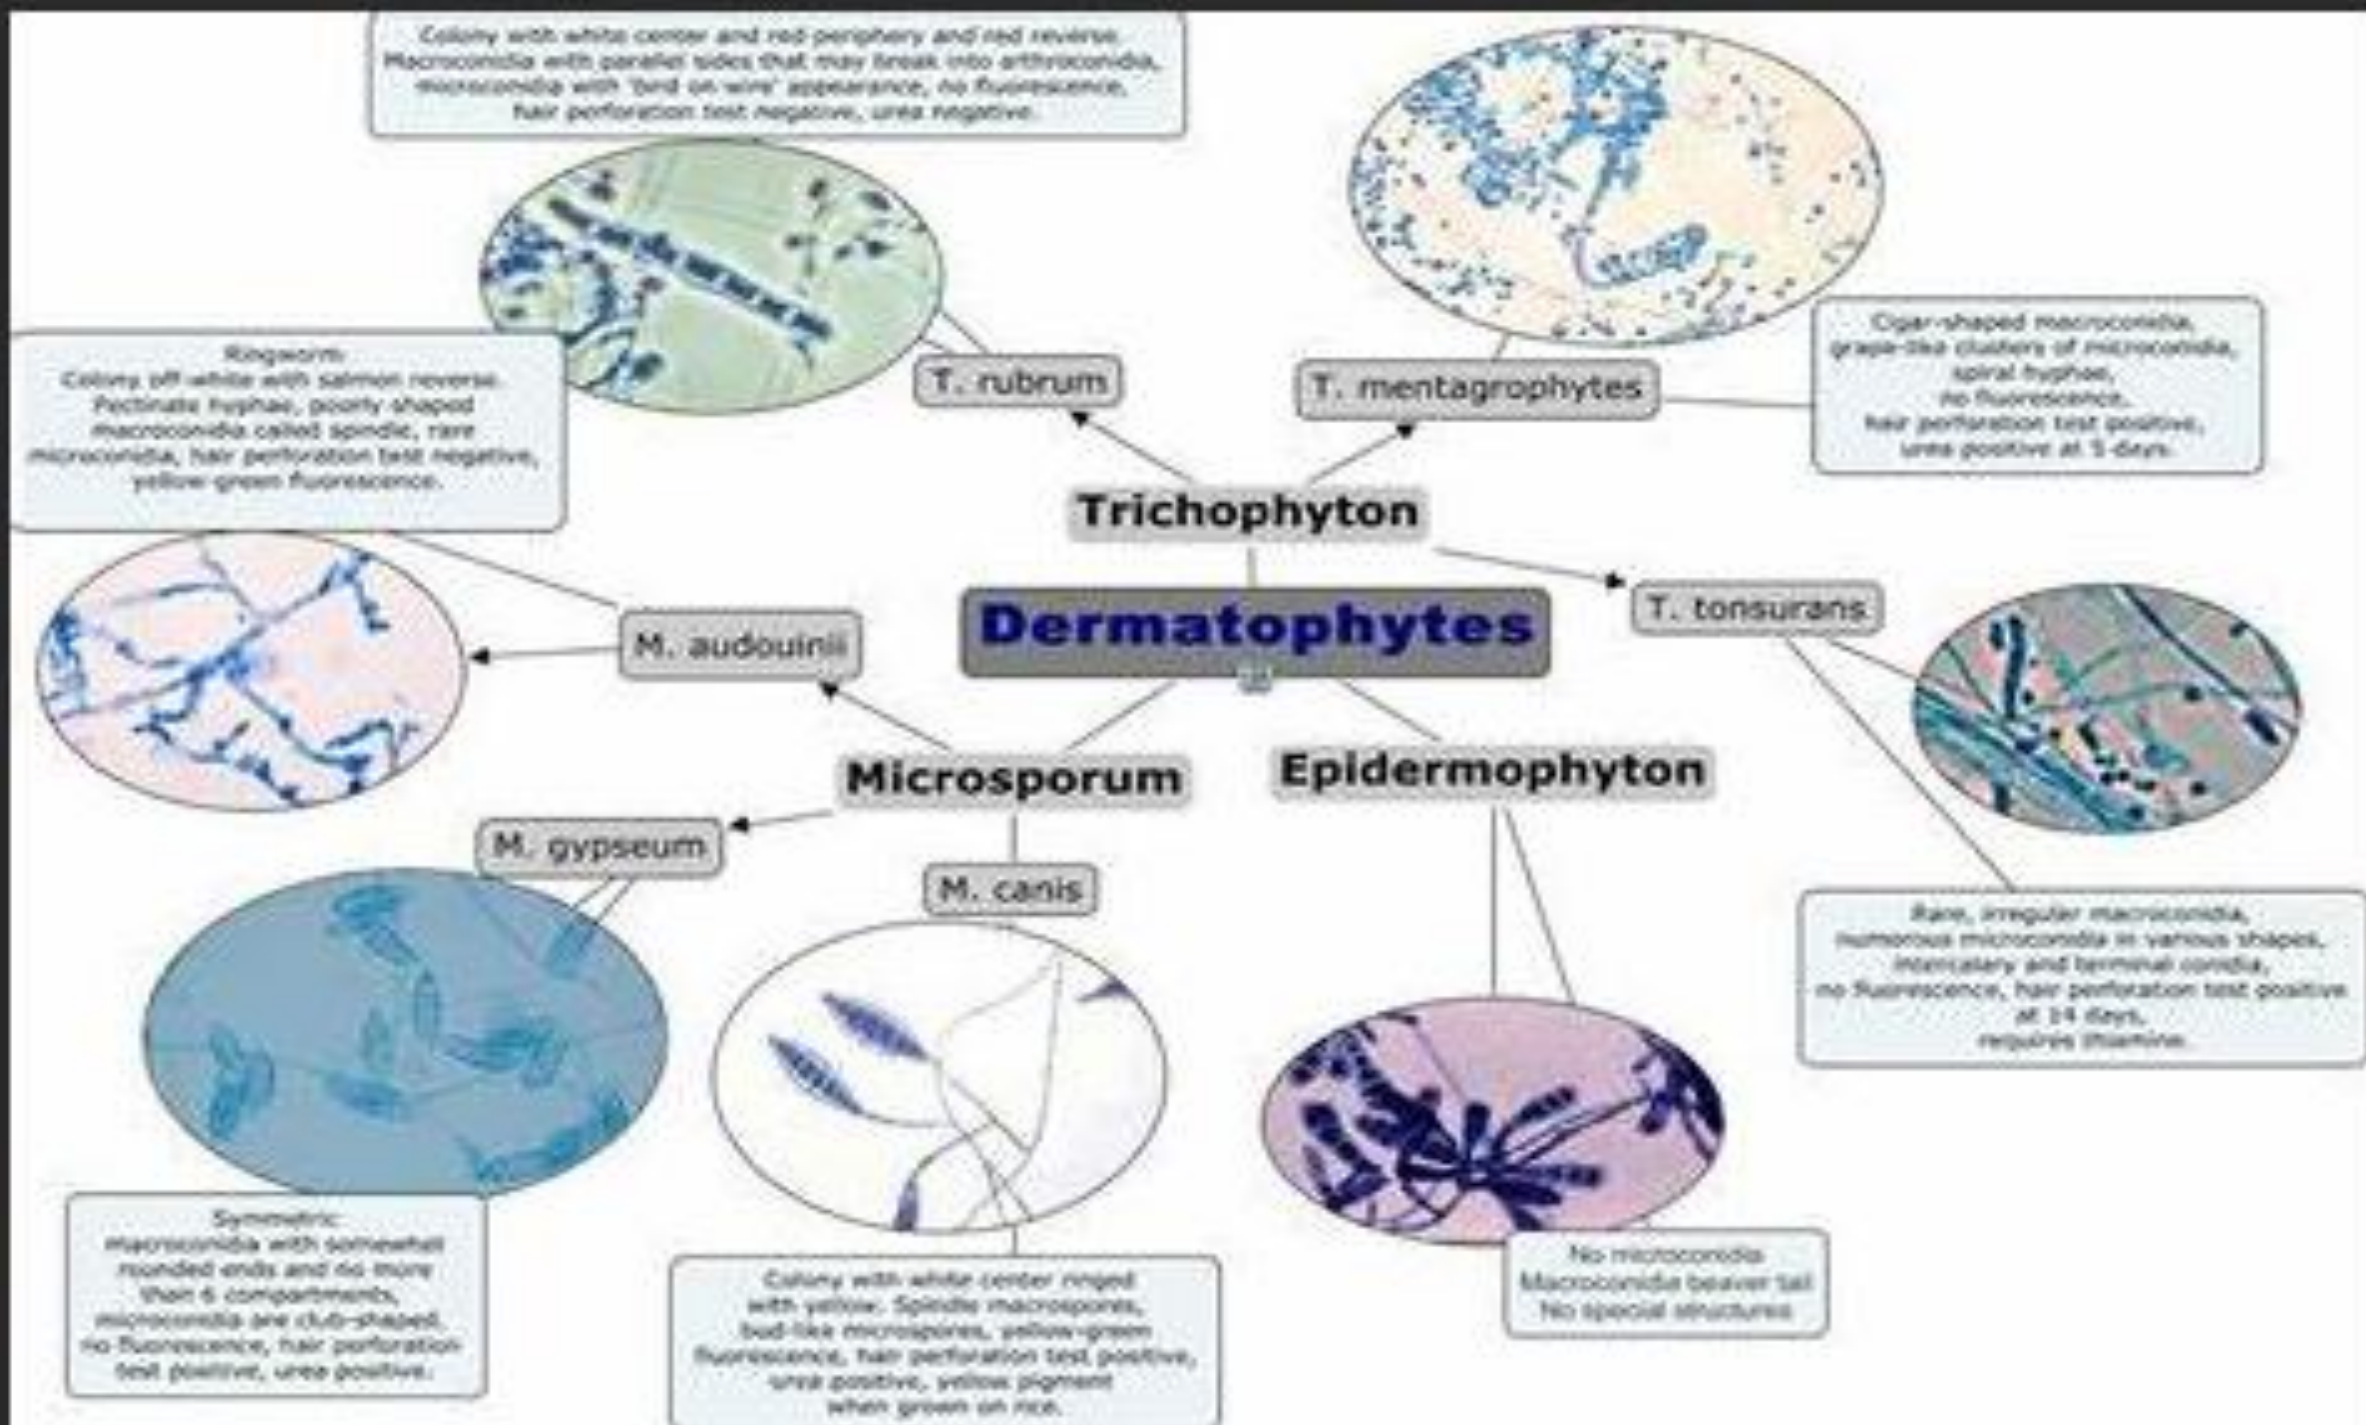 Colony with white center and red periphery and red reverse.
Macroconidia with parallel sides that may break into arthroconidia,
microconidia with 'bird on wire' appearance, no fluorescence,
hair perforation test negative, urea negative.
T. rubrum
T. mentagrophytes
Cigar-shaped macroconidia,
grape-like clusters of microconidia,
spiral hyphae,
no fluorescence,
hair perforation test positive,
urea positive at 5 days.
Ringworm
Colony off-white with salmon reverse.
Pectinate hyphae, poorly shaped
macroconidia called spindle, rare
microconidia, hair perforation test negative,
yellow-green fluorescence.
Trichophyton
Dermatophytes
T. tonsurans
M. audouinii
Microsporum
Epidermophyton
M. gypseum
M. canis
Rare, irregular macroconidia,
numorous microconidia in various shapes,
intercalary and terminal conidia,
no fluorescence, hair perforation test positive
at 14 days,
requires thiamine.
Symmetric
macroconidia with somewhat
rounded ends and no more
than 6 compartments,
microconidia are club-shaped,
no fluorescence, hair perforation
test positive, urea positive.
Colony with white center ringed
with yellow. Spindle macrospores,
bud-like microspores, yellow-green
fluorescence, hair perforation test positive,
urea positive, yellow pigment
when grown on rice.
No microconidia
Macroconidia beaver tail
No special structures